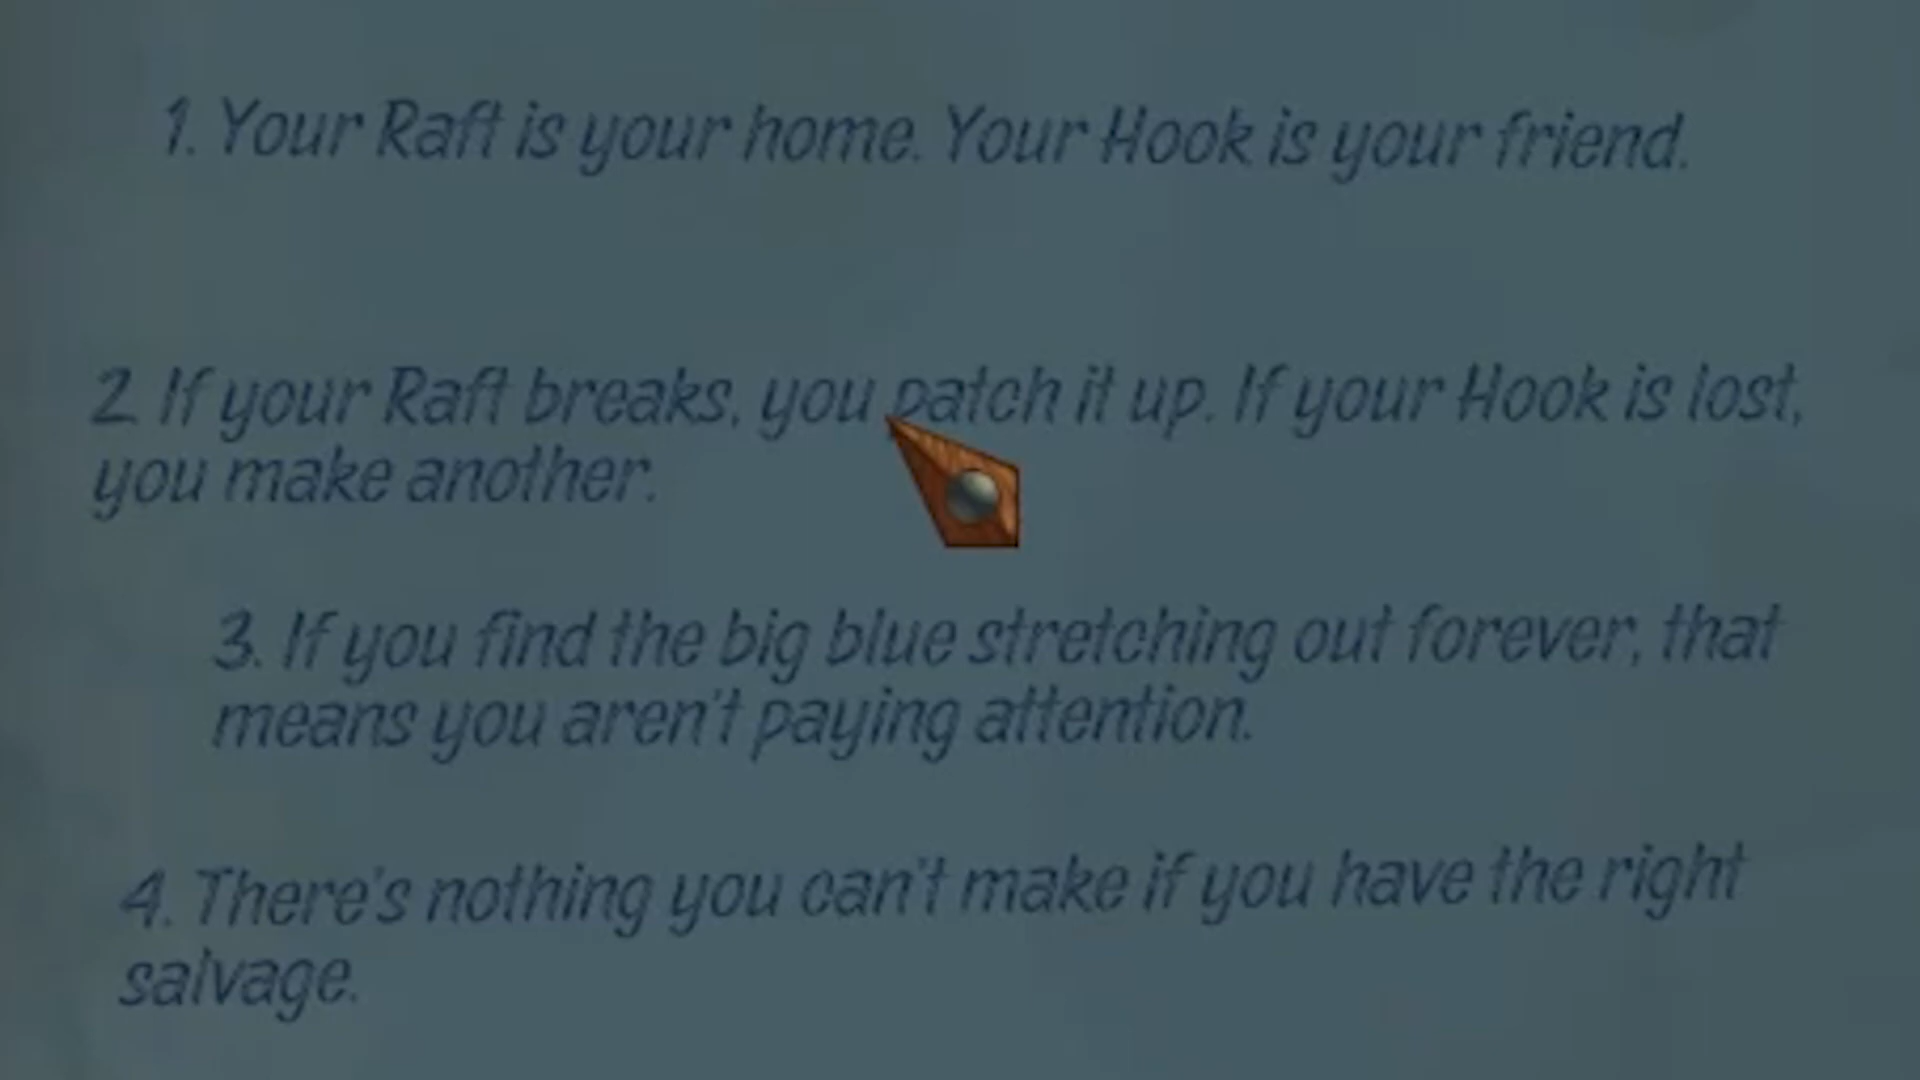 1. Your Raft is your home. Your Hook is your friend.
2. If your Raft breaks, you patch it up. If your Hook is lost,
you make another.
3. If you find the big blue stretching out forever, that
means you aren't paying attention.
4. There's nothing you can't make if you have the right
salvage.